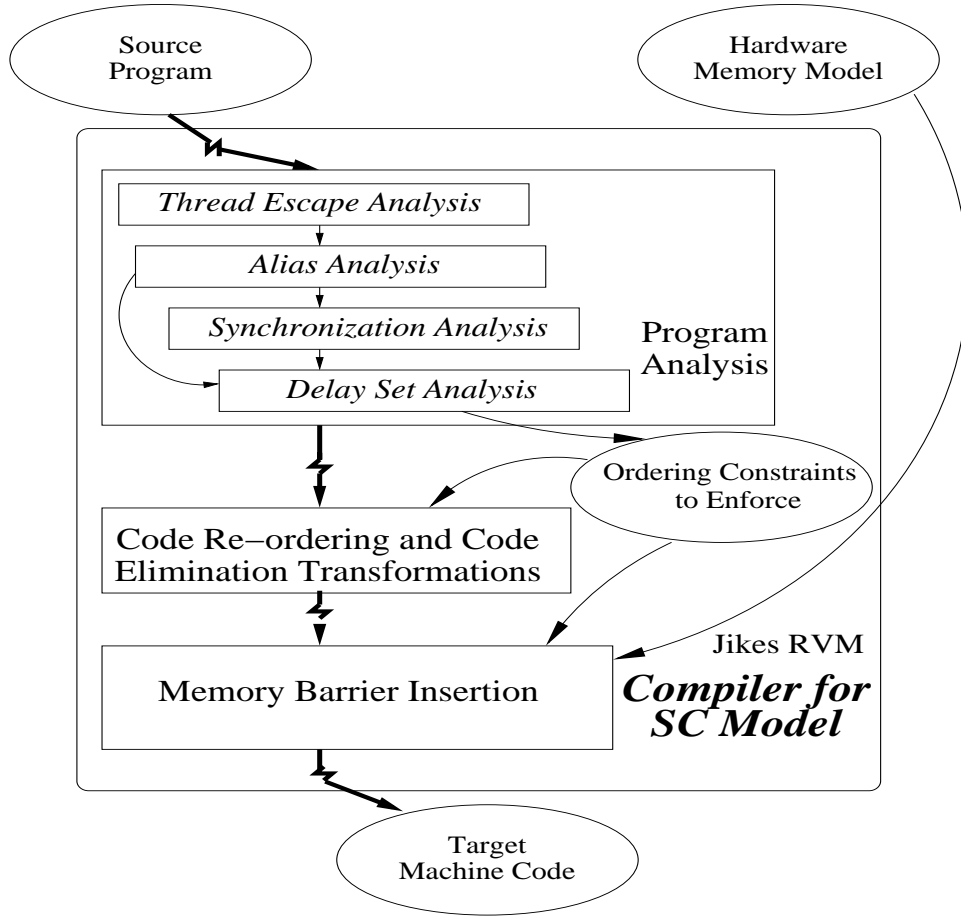 Source
Program
Hardware
Memory Model
Thread Escape Analysis
Alias Analysis
Synchronization Analysis
Delay Set Analysis
Program
Analysis
Ordering Constraints
to Enforce
Code Re−ordering and Code
Elimination Transformations
Memory Barrier Insertion
Jikes RVM
Compiler for
SC Model
Target
Machine Code